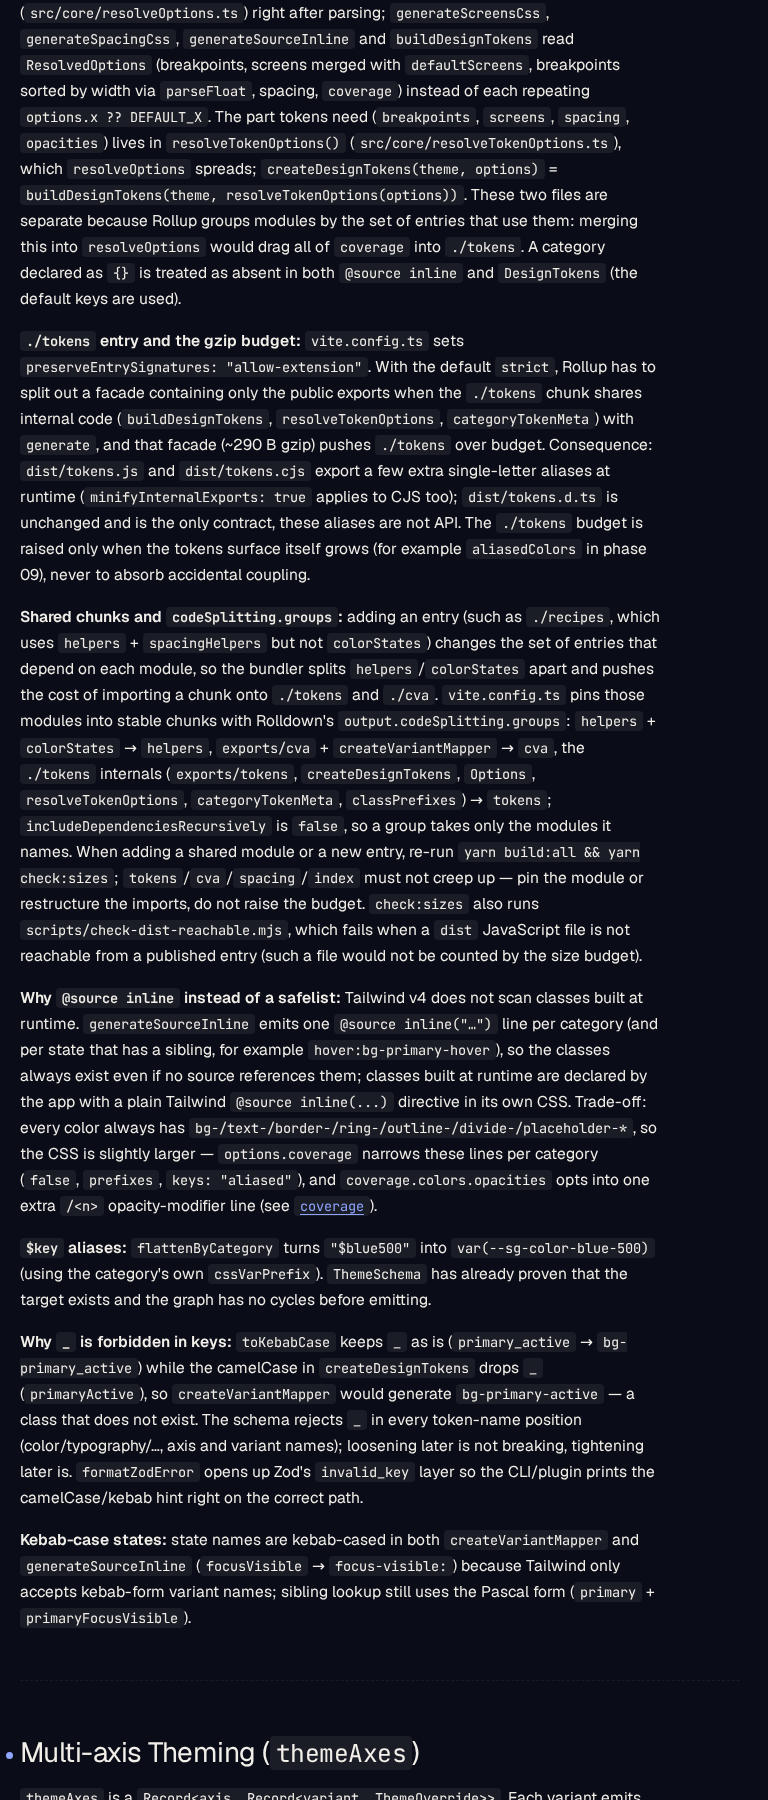 (src/core/resolveOptions.ts) right after parsing; generateScreensCss,
generateSpacingCss, generateSourceInline and buildDesignTokens read
ResolvedOptions (breakpoints, screens merged with defaultScreens, breakpoints
sorted by width via parseFloat, spacing, coverage) instead of each repeating
options.x ?? DEFAULT_X. The part tokens need (breakpoints, screens, spacing,
opacities) lives in resolveTokenOptions() (src/core/resolveTokenOptions.ts),
which resolveOptions spreads; createDesignTokens(theme, options) =
buildDesignTokens(theme, resolveTokenOptions(options)). These two files are
separate because Rollup groups modules by the set of entries that use them: merging
this into resolveOptions would drag all of coverage into ./tokens. A category
declared as {} is treated as absent in both @source inline and DesignTokens (the
default keys are used).
./tokens entry and the gzip budget: vite.config.ts sets
preserveEntrySignatures: "allow-extension". With the default strict, Rollup has to
split out a facade containing only the public exports when the ./tokens chunk shares
internal code (buildDesignTokens, resolveTokenOptions, categoryTokenMeta) with
generate, and that facade (~290 B gzip) pushes ./tokens over budget. Consequence:
dist/tokens.js and dist/tokens.cjs export a few extra single-letter aliases at
runtime (minifyInternalExports: true applies to CJS too); dist/tokens.d.ts is
unchanged and is the only contract, these aliases are not API. The ./tokens budget is
raised only when the tokens surface itself grows (for example aliasedColors in phase
09), never to absorb accidental coupling.
Shared chunks and codeSplitting.groups: adding an entry (such as ./recipes, which
uses helpers + spacingHelpers but not colorStates) changes the set of entries that
depend on each module, so the bundler splits helpers/colorStates apart and pushes
the cost of importing a chunk onto ./tokens and ./cva. vite.config.ts pins those
modules into stable chunks with Rolldown's output.codeSplitting.groups: helpers +
colorStates → helpers, exports/cva + createVariantMapper → cva, the
./tokens internals (exports/tokens, createDesignTokens, Options,
resolveTokenOptions, categoryTokenMeta, classPrefixes) → tokens;
includeDependenciesRecursively is false, so a group takes only the modules it
names. When adding a shared module or a new entry, re-run yarn build:all && yarn
check:sizes; tokens/cva/spacing/index must not creep up — pin the module or
restructure the imports, do not raise the budget. check:sizes also runs
scripts/check-dist-reachable.mjs, which fails when a dist JavaScript file is not
reachable from a published entry (such a file would not be counted by the size budget).
Why @source inline instead of a safelist: Tailwind v4 does not scan classes built at
runtime. generateSourceInline emits one @source inline("…") line per category (and
per state that has a sibling, for example hover:bg-primary-hover), so the classes
always exist even if no source references them; classes built at runtime are declared by
the app with a plain Tailwind @source inline(...) directive in its own CSS. Trade-off:
every color always has bg-/text-/border-/ring-/outline-/divide-/placeholder-*, so
the CSS is slightly larger — options.coverage narrows these lines per category
(false, prefixes, keys: "aliased"), and coverage.colors.opacities opts into one
extra /<n> opacity-modifier line (see coverage).
$key aliases: flattenByCategory turns "$blue500" into var(--sg-color-blue-500)
(using the category's own cssVarPrefix). ThemeSchema has already proven that the
target exists and the graph has no cycles before emitting.
Why _ is forbidden in keys: toKebabCase keeps _ as is (primary_active → bg-
primary_active) while the camelCase in createDesignTokens drops _
(primaryActive), so createVariantMapper would generate bg-primary-active — a
class that does not exist. The schema rejects _ in every token-name position
(color/typography/…, axis and variant names); loosening later is not breaking, tightening
later is. formatZodError opens up Zod's invalid_key layer so the CLI/plugin prints the
camelCase/kebab hint right on the correct path.
Kebab-case states: state names are kebab-cased in both createVariantMapper and
generateSourceInline (focusVisible → focus-visible:) because Tailwind only
accepts kebab-form variant names; sibling lookup still uses the Pascal form (primary +
primaryFocusVisible).
Multi-axis Theming (themeAxes)
themeAxes is a Record<axis, Record<variant, ThemeOverride>>. Each variant emits